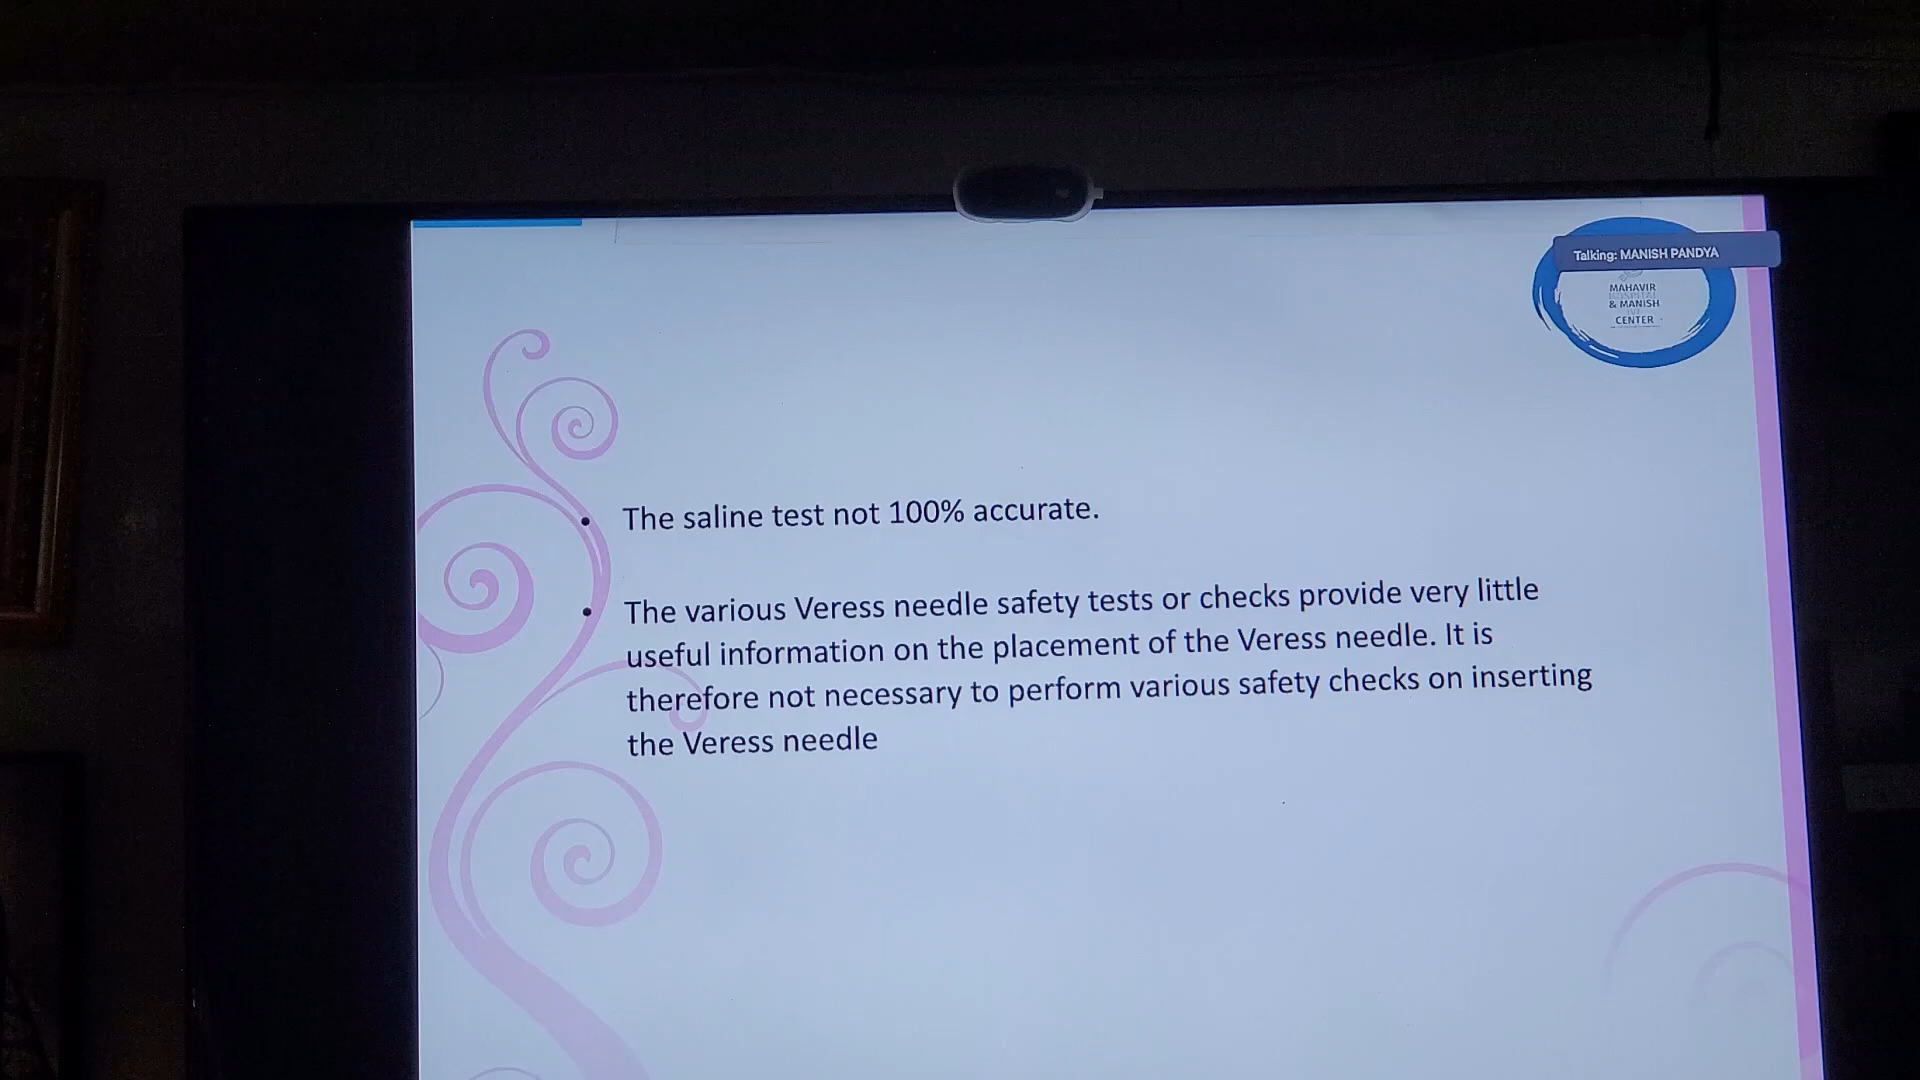 Talking: MANISH PANDYA
MAHAVIR
HOSPITAL
& MANISH
IVF
CENTER
• The saline test not 100% accurate.
• The various Veress needle safety tests or checks provide very little
useful information on the placement of the Veress needle. It is
therefore not necessary to perform various safety checks on inserting
the Veress needle